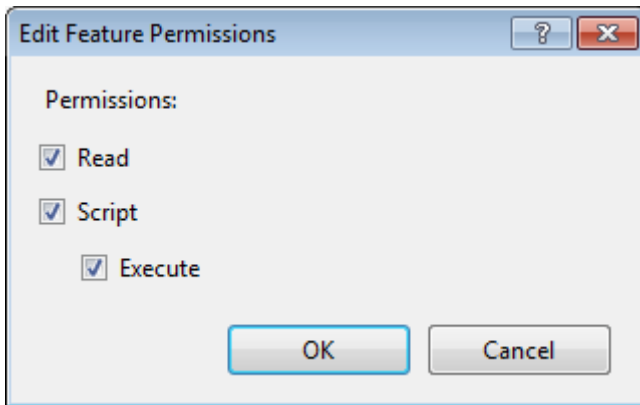 Edit Feature Permissions ?
Permissions:
Read
Script
Execute
OK Cancel